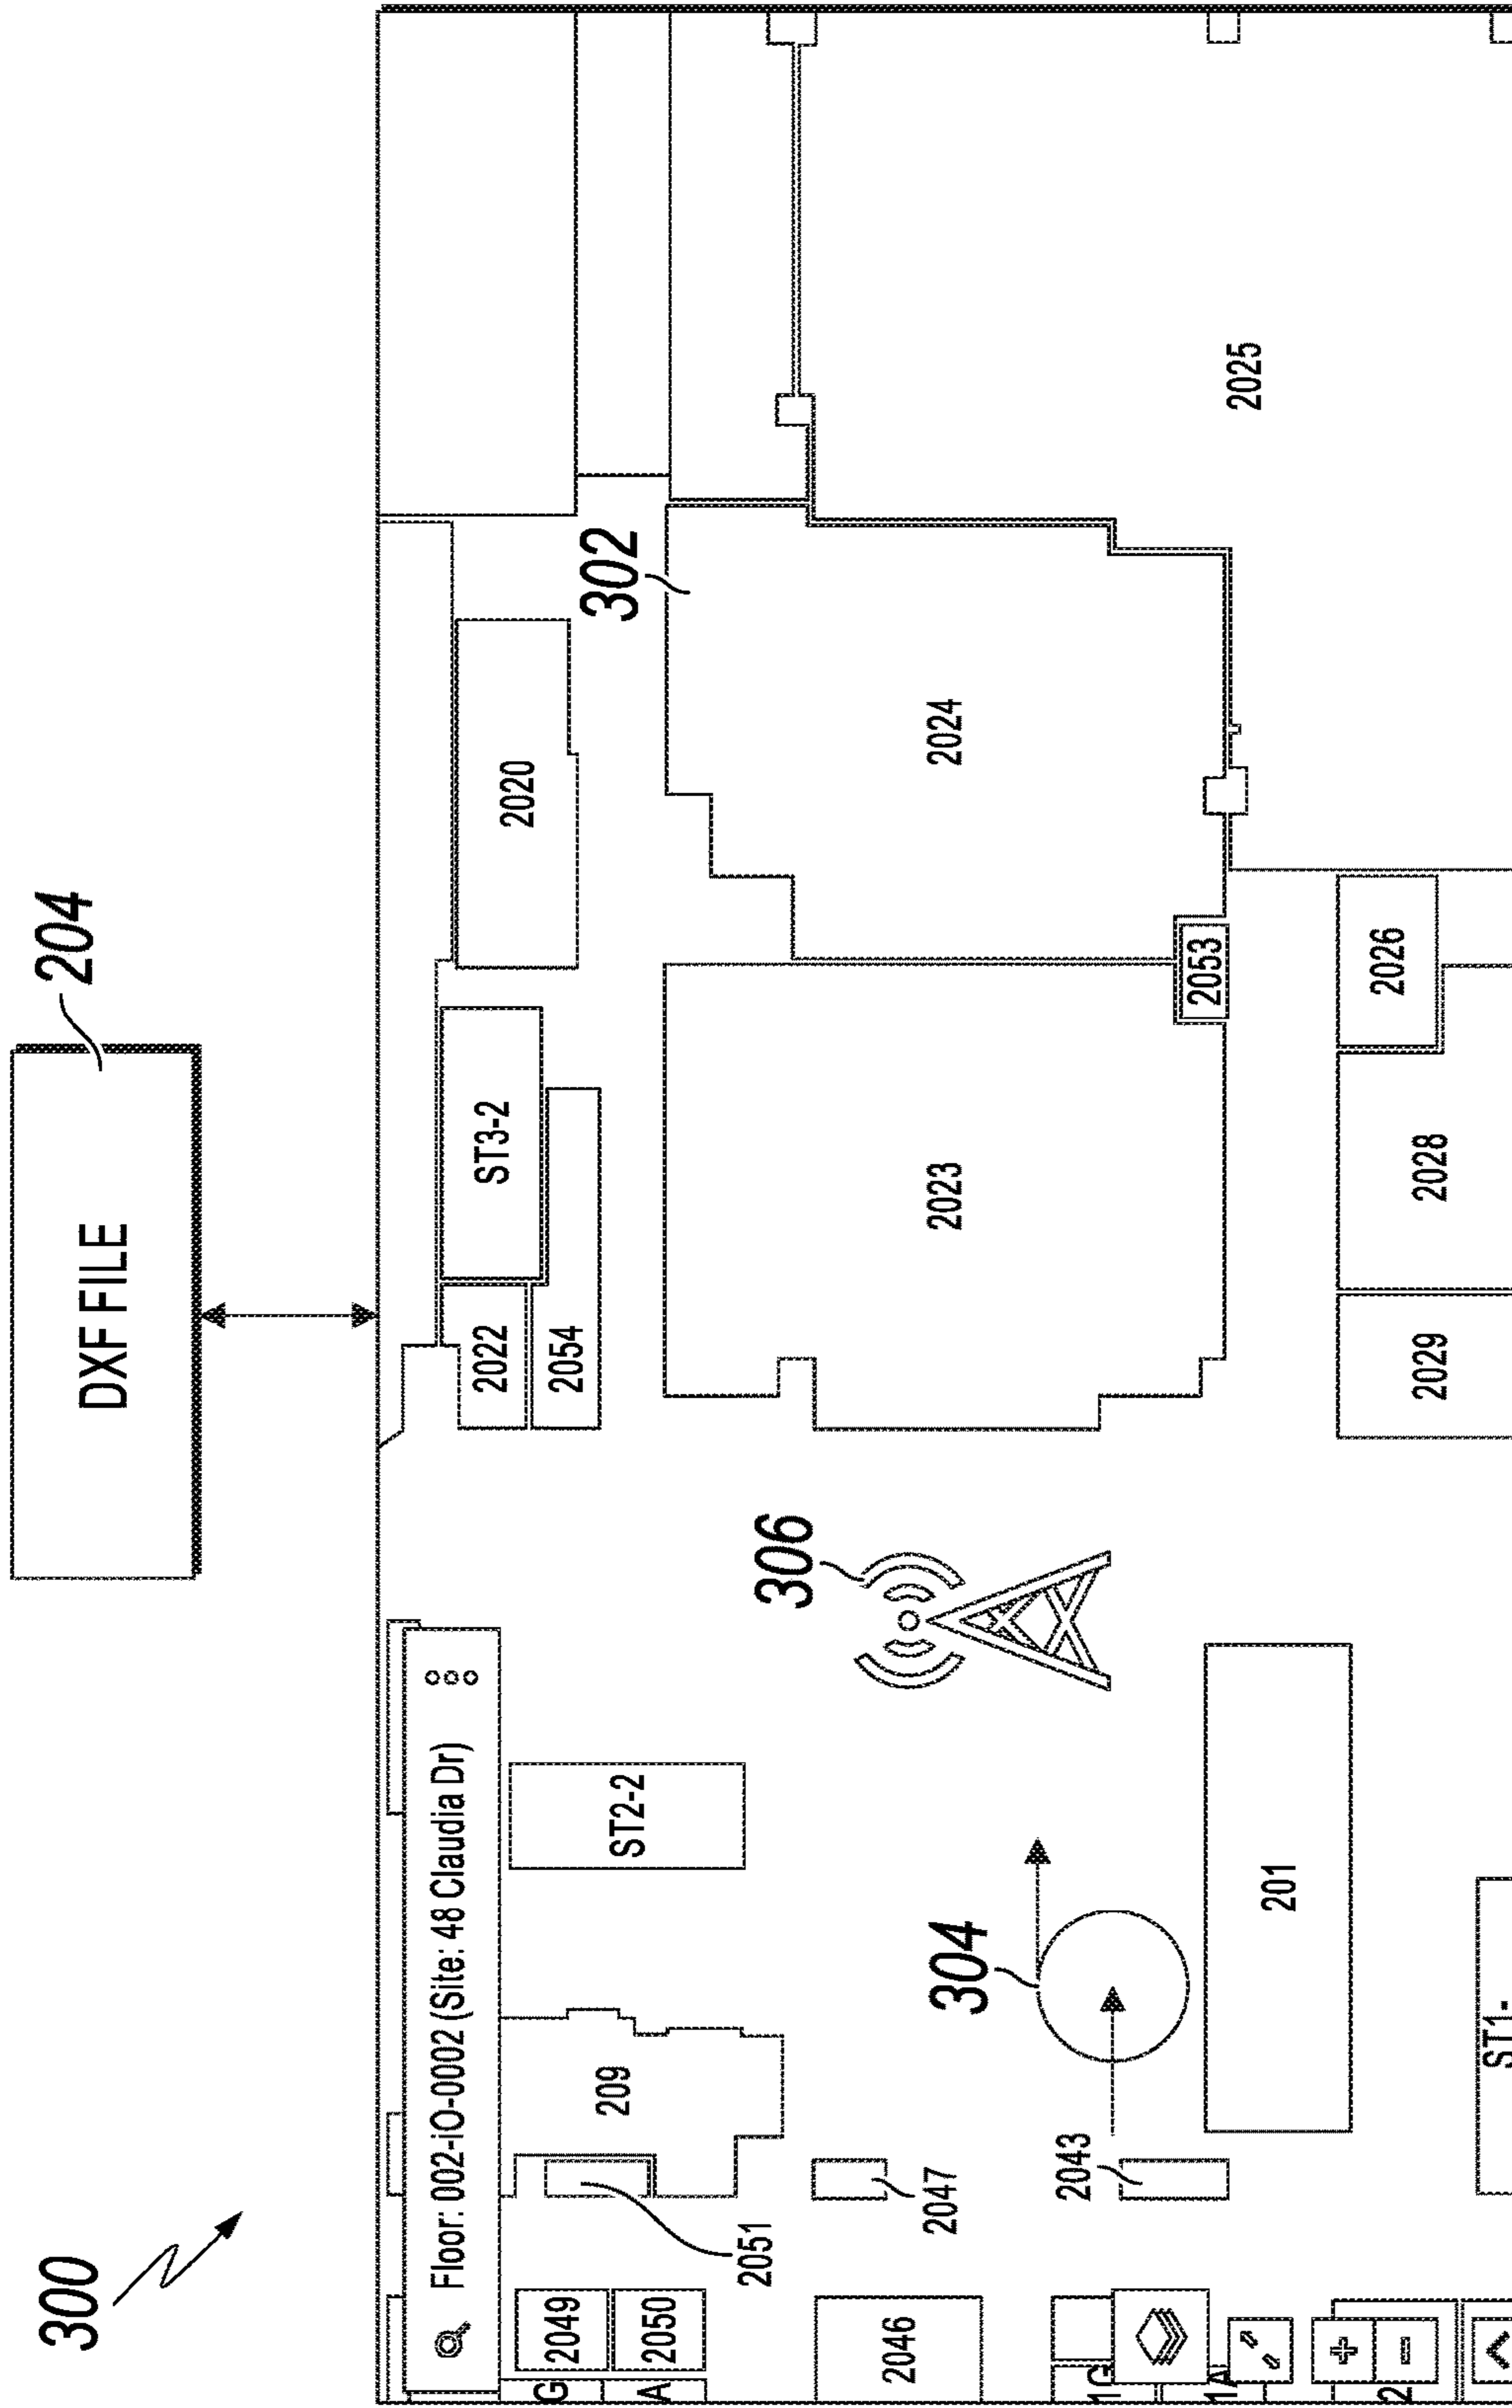 300
DXF FILE
204
Floor: 002-iO-0002 (Site: 48 Claudia Dr)
2049
2050
G
A
2051
209
ST2-2
2022
2054
ST3-2
2020
302
2046
2047
306
2023
2024
304
2043
201
2053
2025
1G
1A
2
2029
2028
2026
ST1-